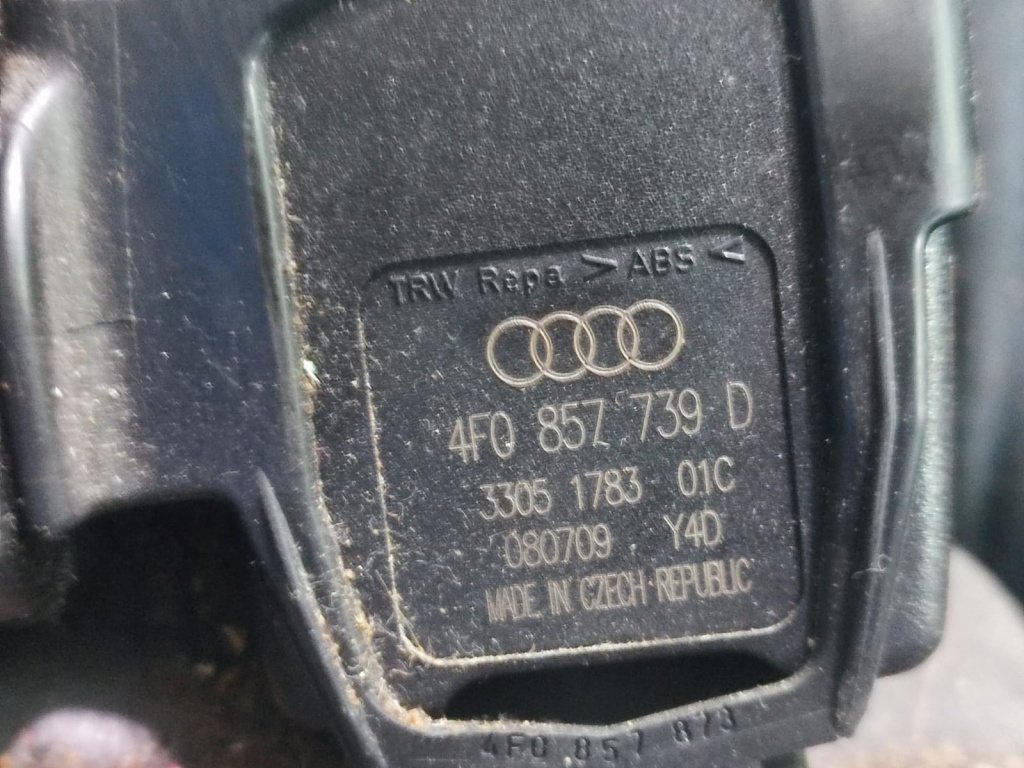 TRW Repa >ABS<
4F0 857 739 D
3305 1783 01C
080709 Y4D
MADE IN CZECH REPUBLIC
4F0 857 873